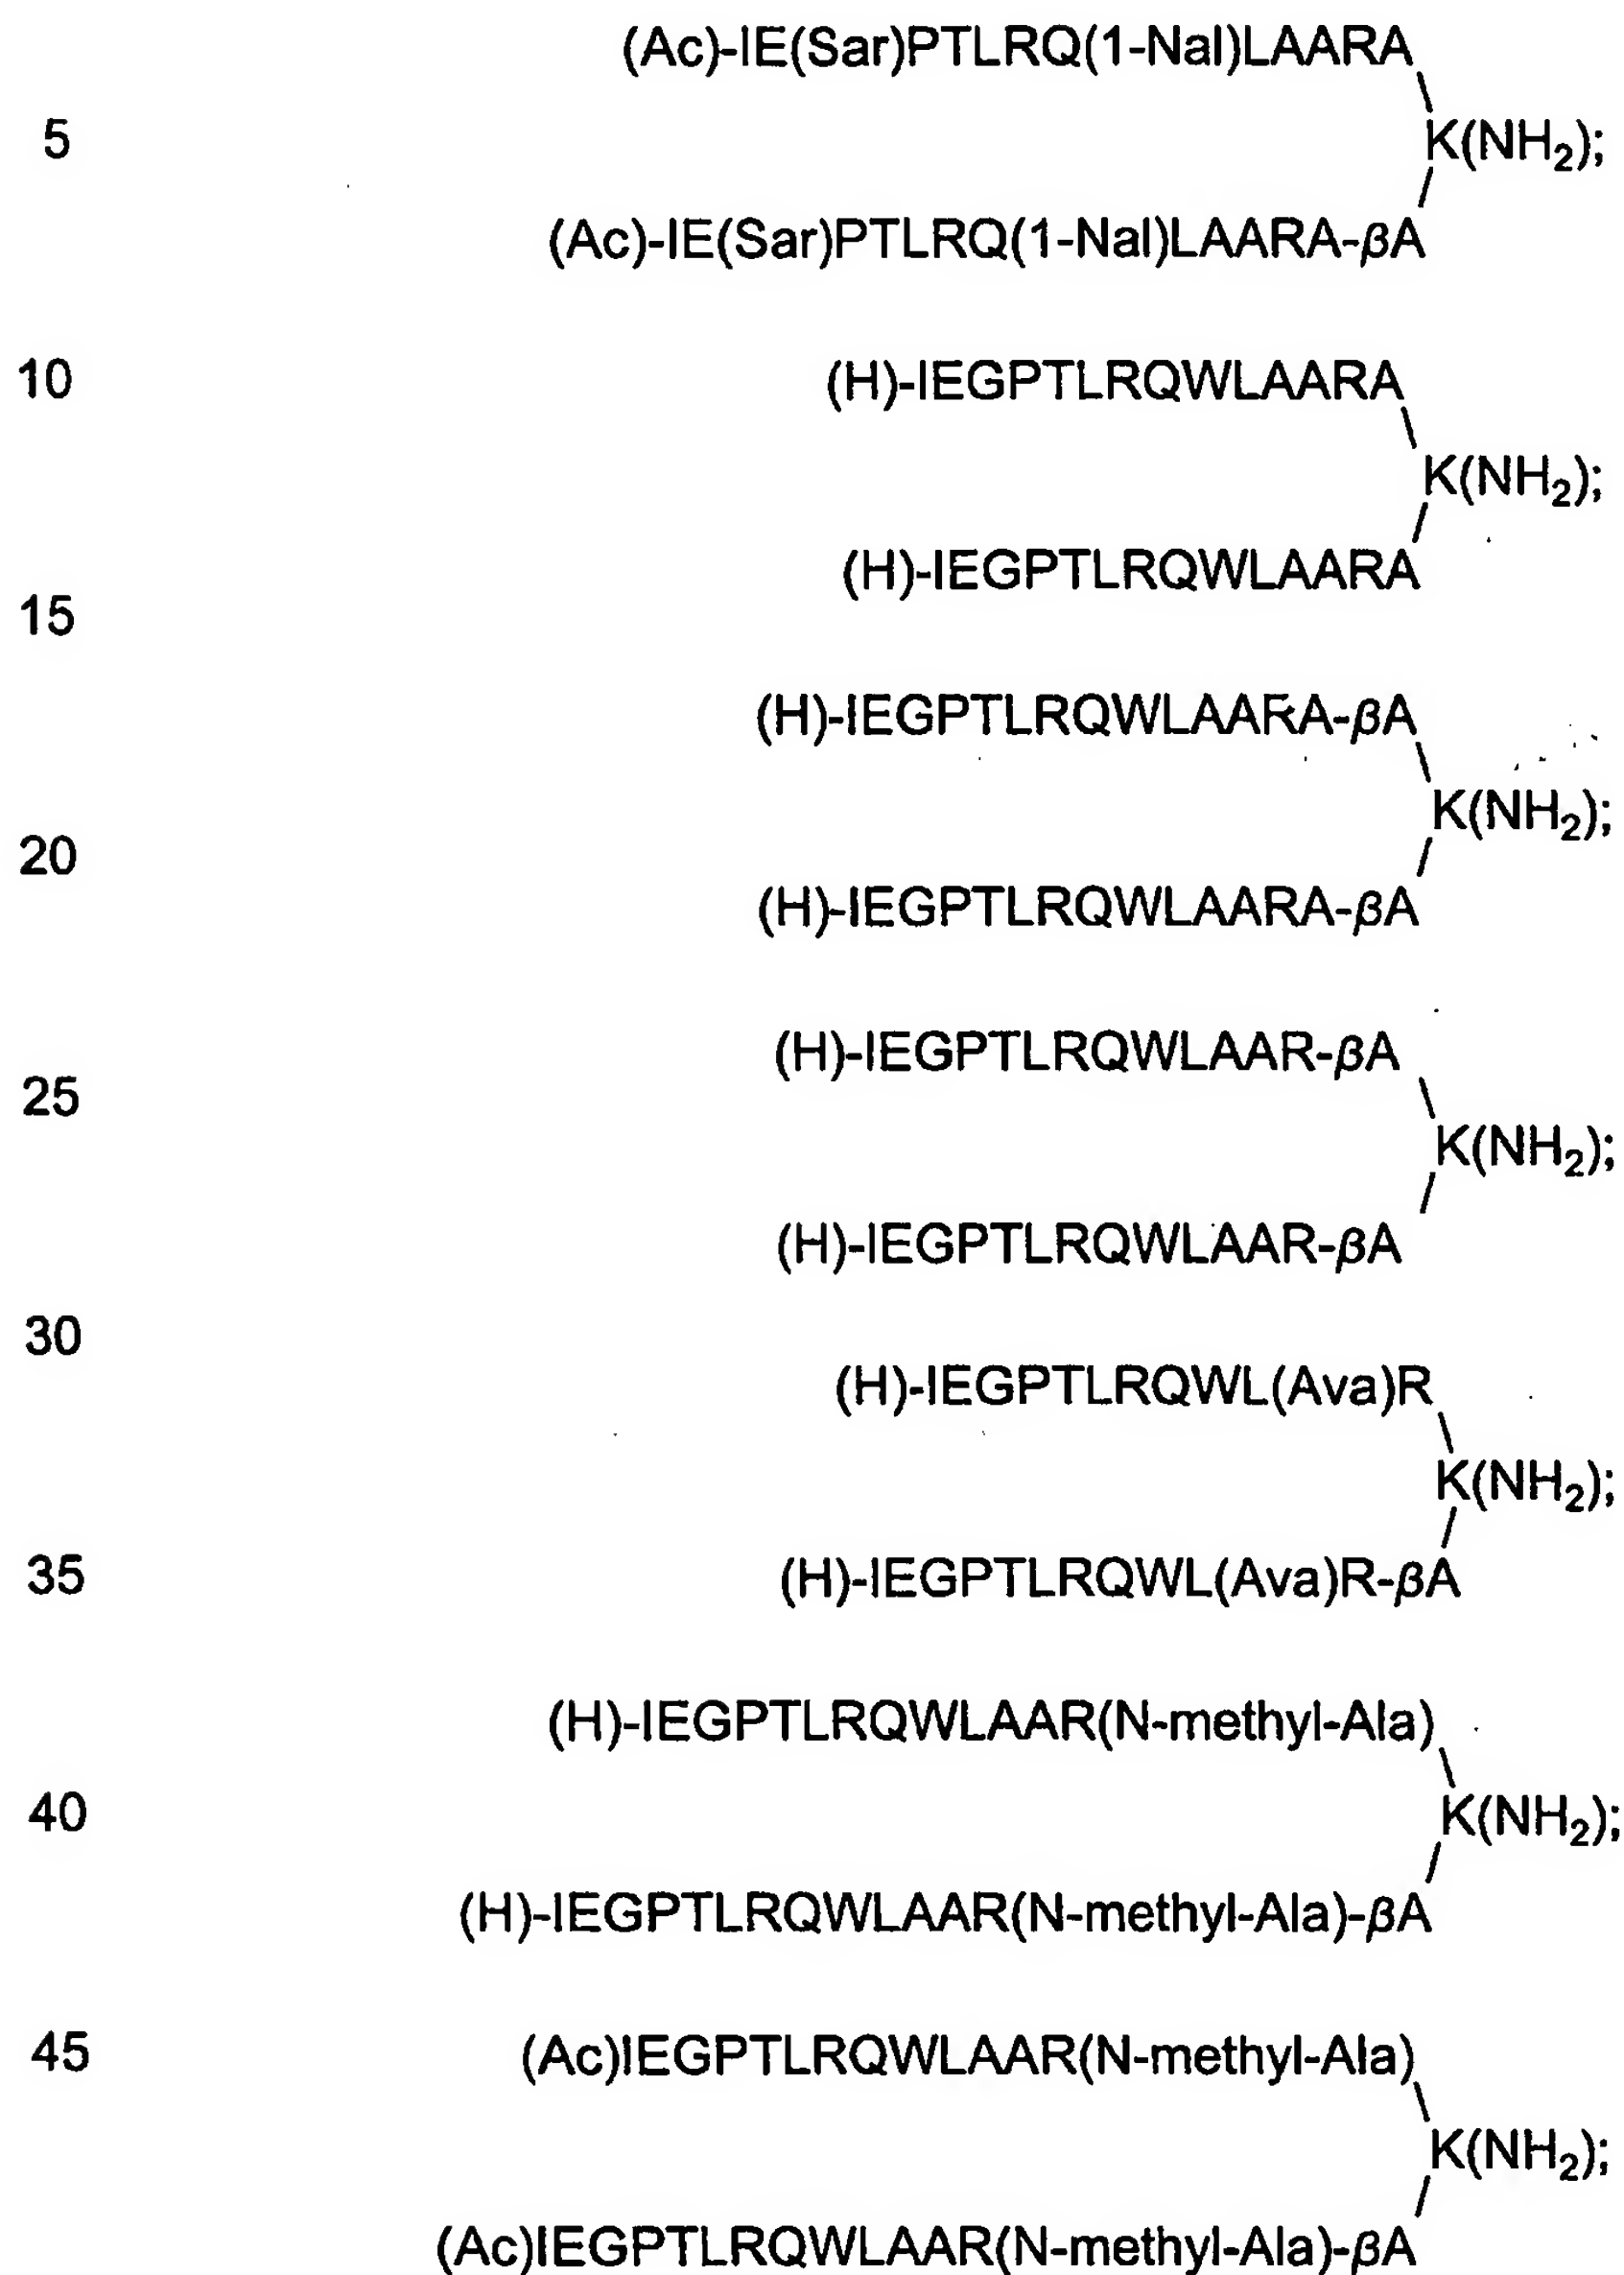 (Ac)-IE(Sar)PTLRQ(1-Nal)LAARA
5
K(NH₂);
(Ac)-IE(Sar)PTLRQ(1-Nal)LAARA-βA
10 (H)-IEGPTLRQWLAARA
K(NH₂);
(H)-IEGPTLRQWLAARA
15
(H)-IEGPTLRQWLAARA-βA
K(NH₂);
20
(H)-IEGPTLRQWLAARA-βA
(H)-IEGPTLRQWLAAR-βA
25
K(NH₂);
(H)-IEGPTLRQWLAAR-βA
30
(H)-IEGPTLRQWL(Ava)R
K(NH₂);
35 (H)-IEGPTLRQWL(Ava)R-βA
(H)-IEGPTLRQWLAAR(N-methyl-Ala)
40 K(NH₂);
(H)-IEGPTLRQWLAAR(N-methyl-Ala)-βA
45 (Ac)IEGPTLRQWLAAR(N-methyl-Ala)
K(NH₂);
(Ac)IEGPTLRQWLAAR(N-methyl-Ala)-βA